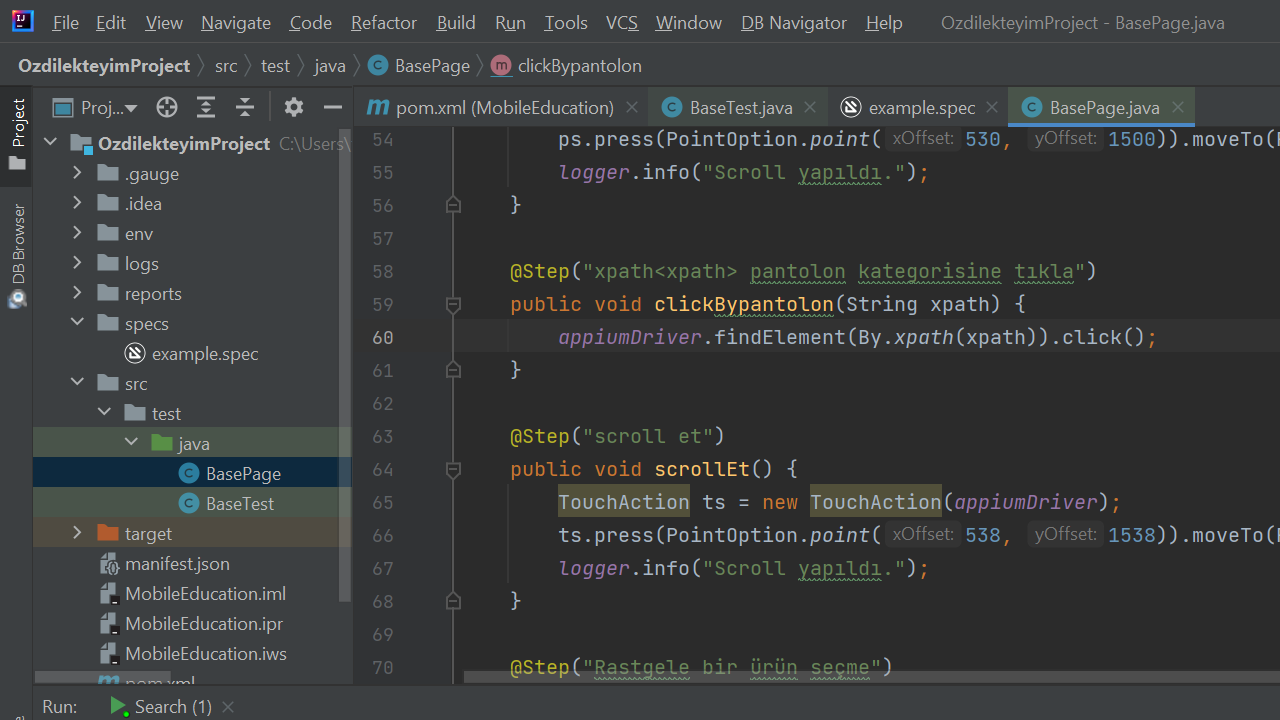 File Edit View Navigate Code Refactor Build Run Tools VCS Window DB Navigator Help OzdilekteyimProject - BasePage.java
OzdilekteyimProject src test java BasePage clickBypantolon
Proj... pom.xml (MobileEducation) BaseTest.java example.spec BasePage.java
Project
DB Browser
OzdilekteyimProject C:\Users\
.gauge
.idea
env
logs
reports
specs
example.spec
src
test
java
BasePage
BaseTest
target
manifest.json
MobileEducation.iml
MobileEducation.ipr
MobileEducation.iws
pom.xml
54 ps.press(PointOption.point( xOffset: 530, yOffset: 1500)).moveTo(
55 logger.info("Scroll yapıldı.");
56 }
57
58 @Step("xpath<xpath> pantolon kategorisine tıkla")
59 public void clickBypantolon(String xpath) {
60 appiumDriver.findElement(By.xpath(xpath)).click();
61 }
62
63 @Step("scroll et")
64 public void scrollEt() {
65 TouchAction ts = new TouchAction(appiumDriver);
66 ts.press(PointOption.point( xOffset: 538, yOffset: 1538)).moveTo(
67 logger.info("Scroll yapıldı.");
68 }
69
70 @Step("Rastgele bir ürün seçme")
Run: Search (1)